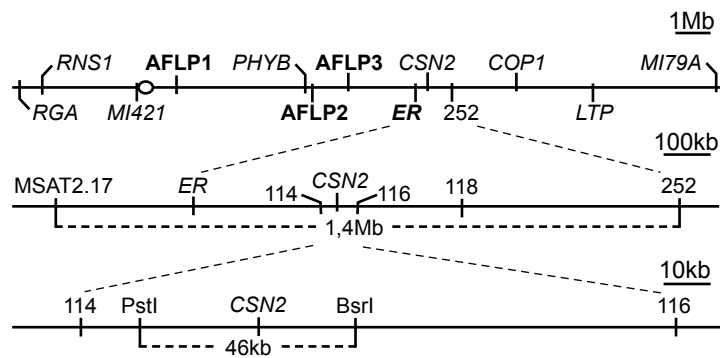 1Mb
RNS1 AFLP1 PHYB AFLP3 CSN2 COP1 MI79A
RGA MI421 AFLP2 ER 252 LTP
100kb
MSAT2.17 ER 114 CSN2 116 118 252
1,4Mb
10kb
114 PstI CSN2 BsrI 116
46kb